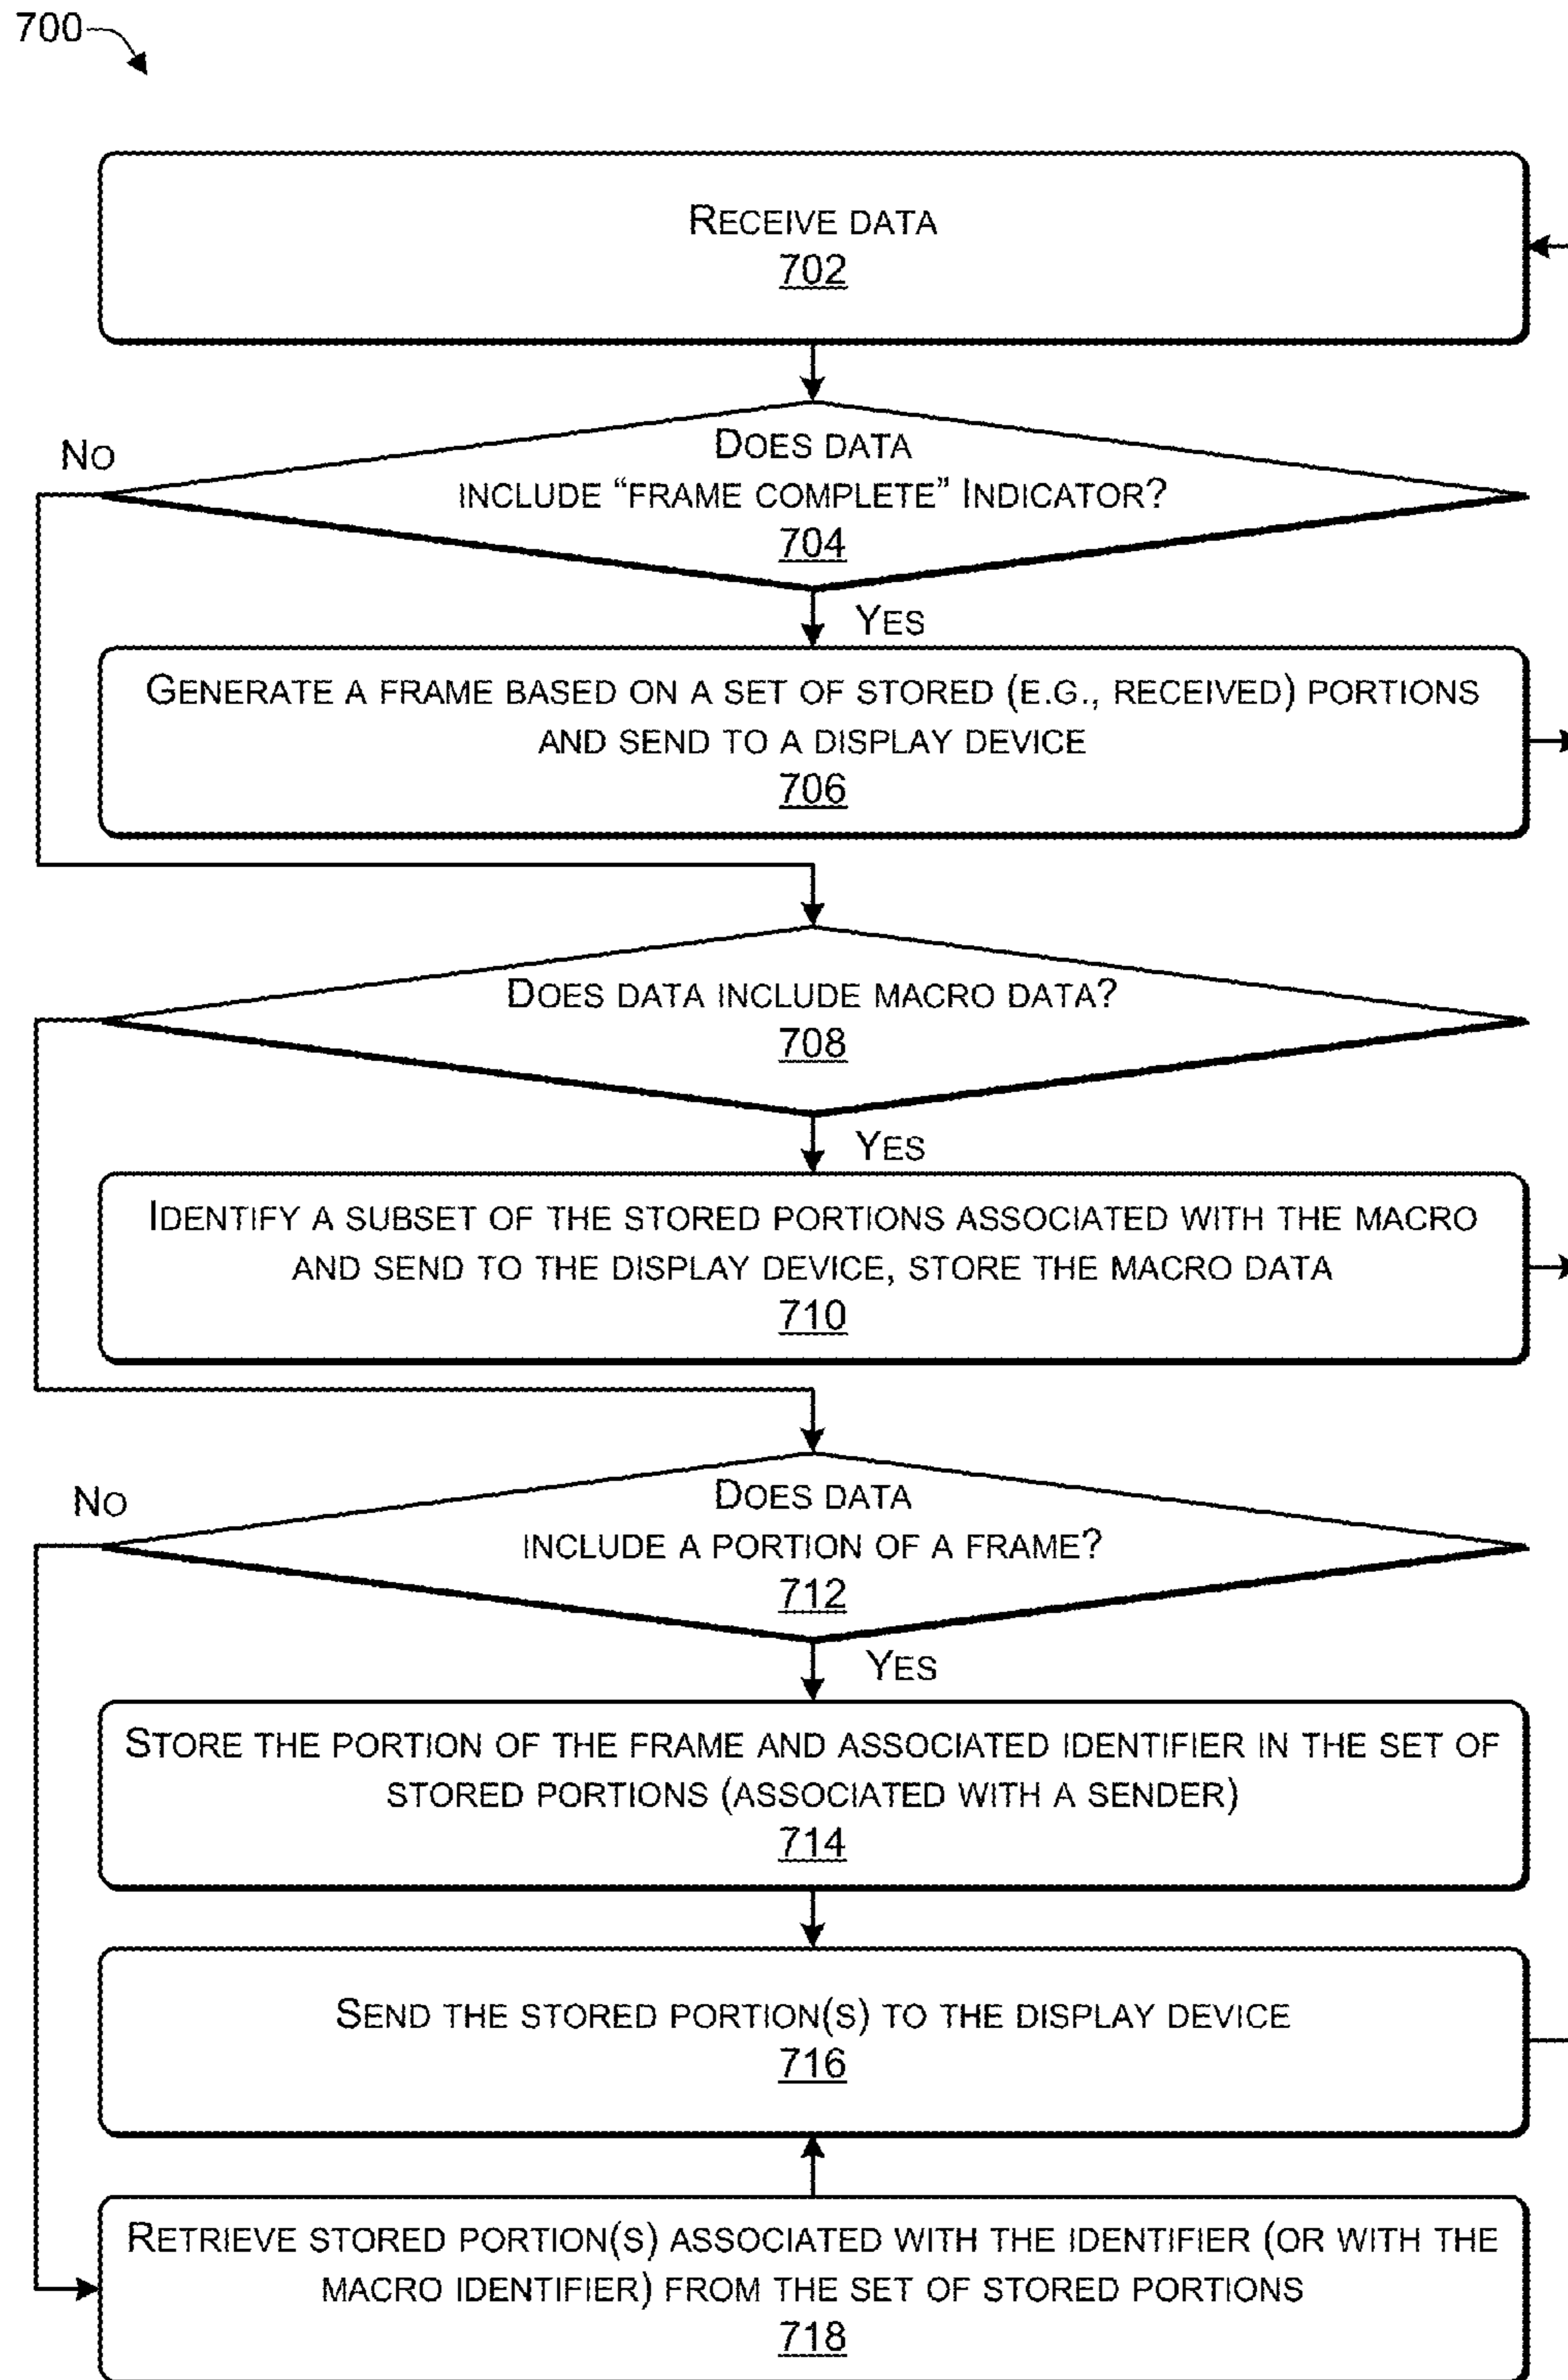 700
RECEIVE DATA
702
NO
DOES DATA
INCLUDE “FRAME COMPLETE” INDICATOR?
704
YES
GENERATE A FRAME BASED ON A SET OF STORED (E.G., RECEIVED) PORTIONS
AND SEND TO A DISPLAY DEVICE
706
DOES DATA INCLUDE MACRO DATA?
708
YES
IDENTIFY A SUBSET OF THE STORED PORTIONS ASSOCIATED WITH THE MACRO
AND SEND TO THE DISPLAY DEVICE, STORE THE MACRO DATA
710
NO
DOES DATA
INCLUDE A PORTION OF A FRAME?
712
YES
STORE THE PORTION OF THE FRAME AND ASSOCIATED IDENTIFIER IN THE SET OF
STORED PORTIONS (ASSOCIATED WITH A SENDER)
714
SEND THE STORED PORTION(S) TO THE DISPLAY DEVICE
716
RETRIEVE STORED PORTION(S) ASSOCIATED WITH THE IDENTIFIER (OR WITH THE
MACRO IDENTIFIER) FROM THE SET OF STORED PORTIONS
718